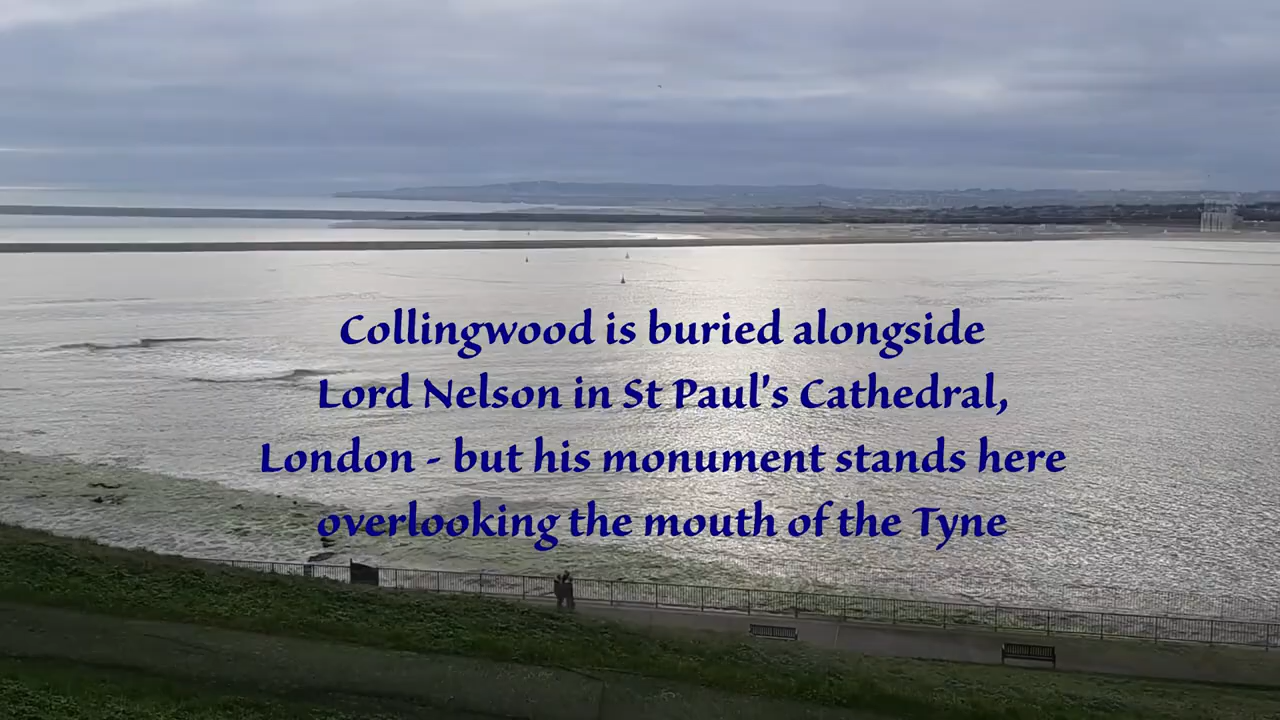 Collingwood is buried alongside
Lord Nelson in St Paul's Cathedral,
London - but his monument stands here
overlooking the mouth of the Tyne